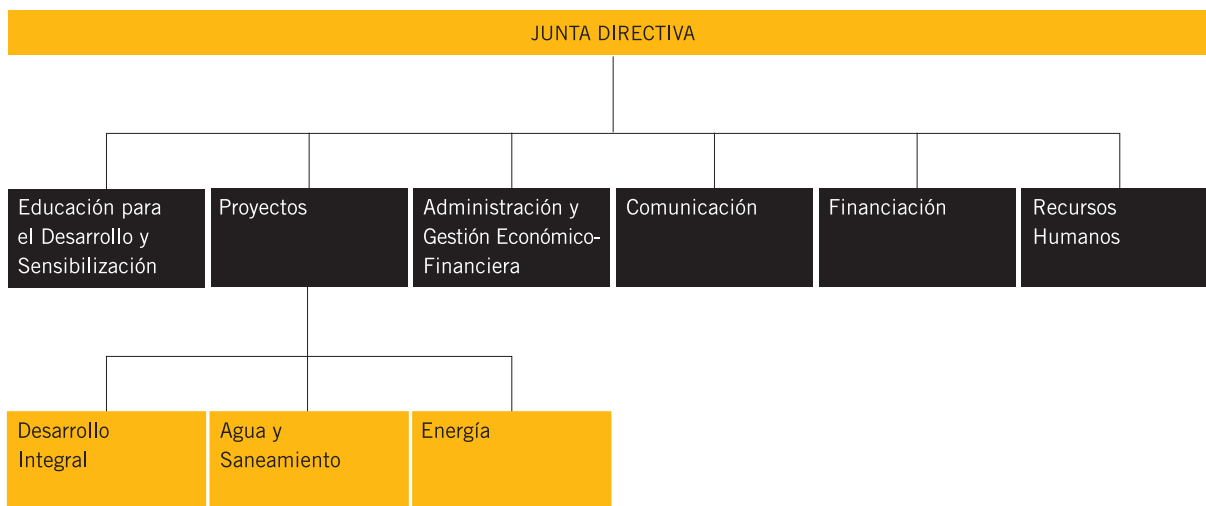 JUNTA DIRECTIVA
Educación para
el Desarrollo y
Sensibilización
Proyectos
Administración y
Gestión Económico-
Financiera
Comunicación
Financiación
Recursos
Humanos
Desarrollo
Integral
Agua y
Saneamiento
Energía